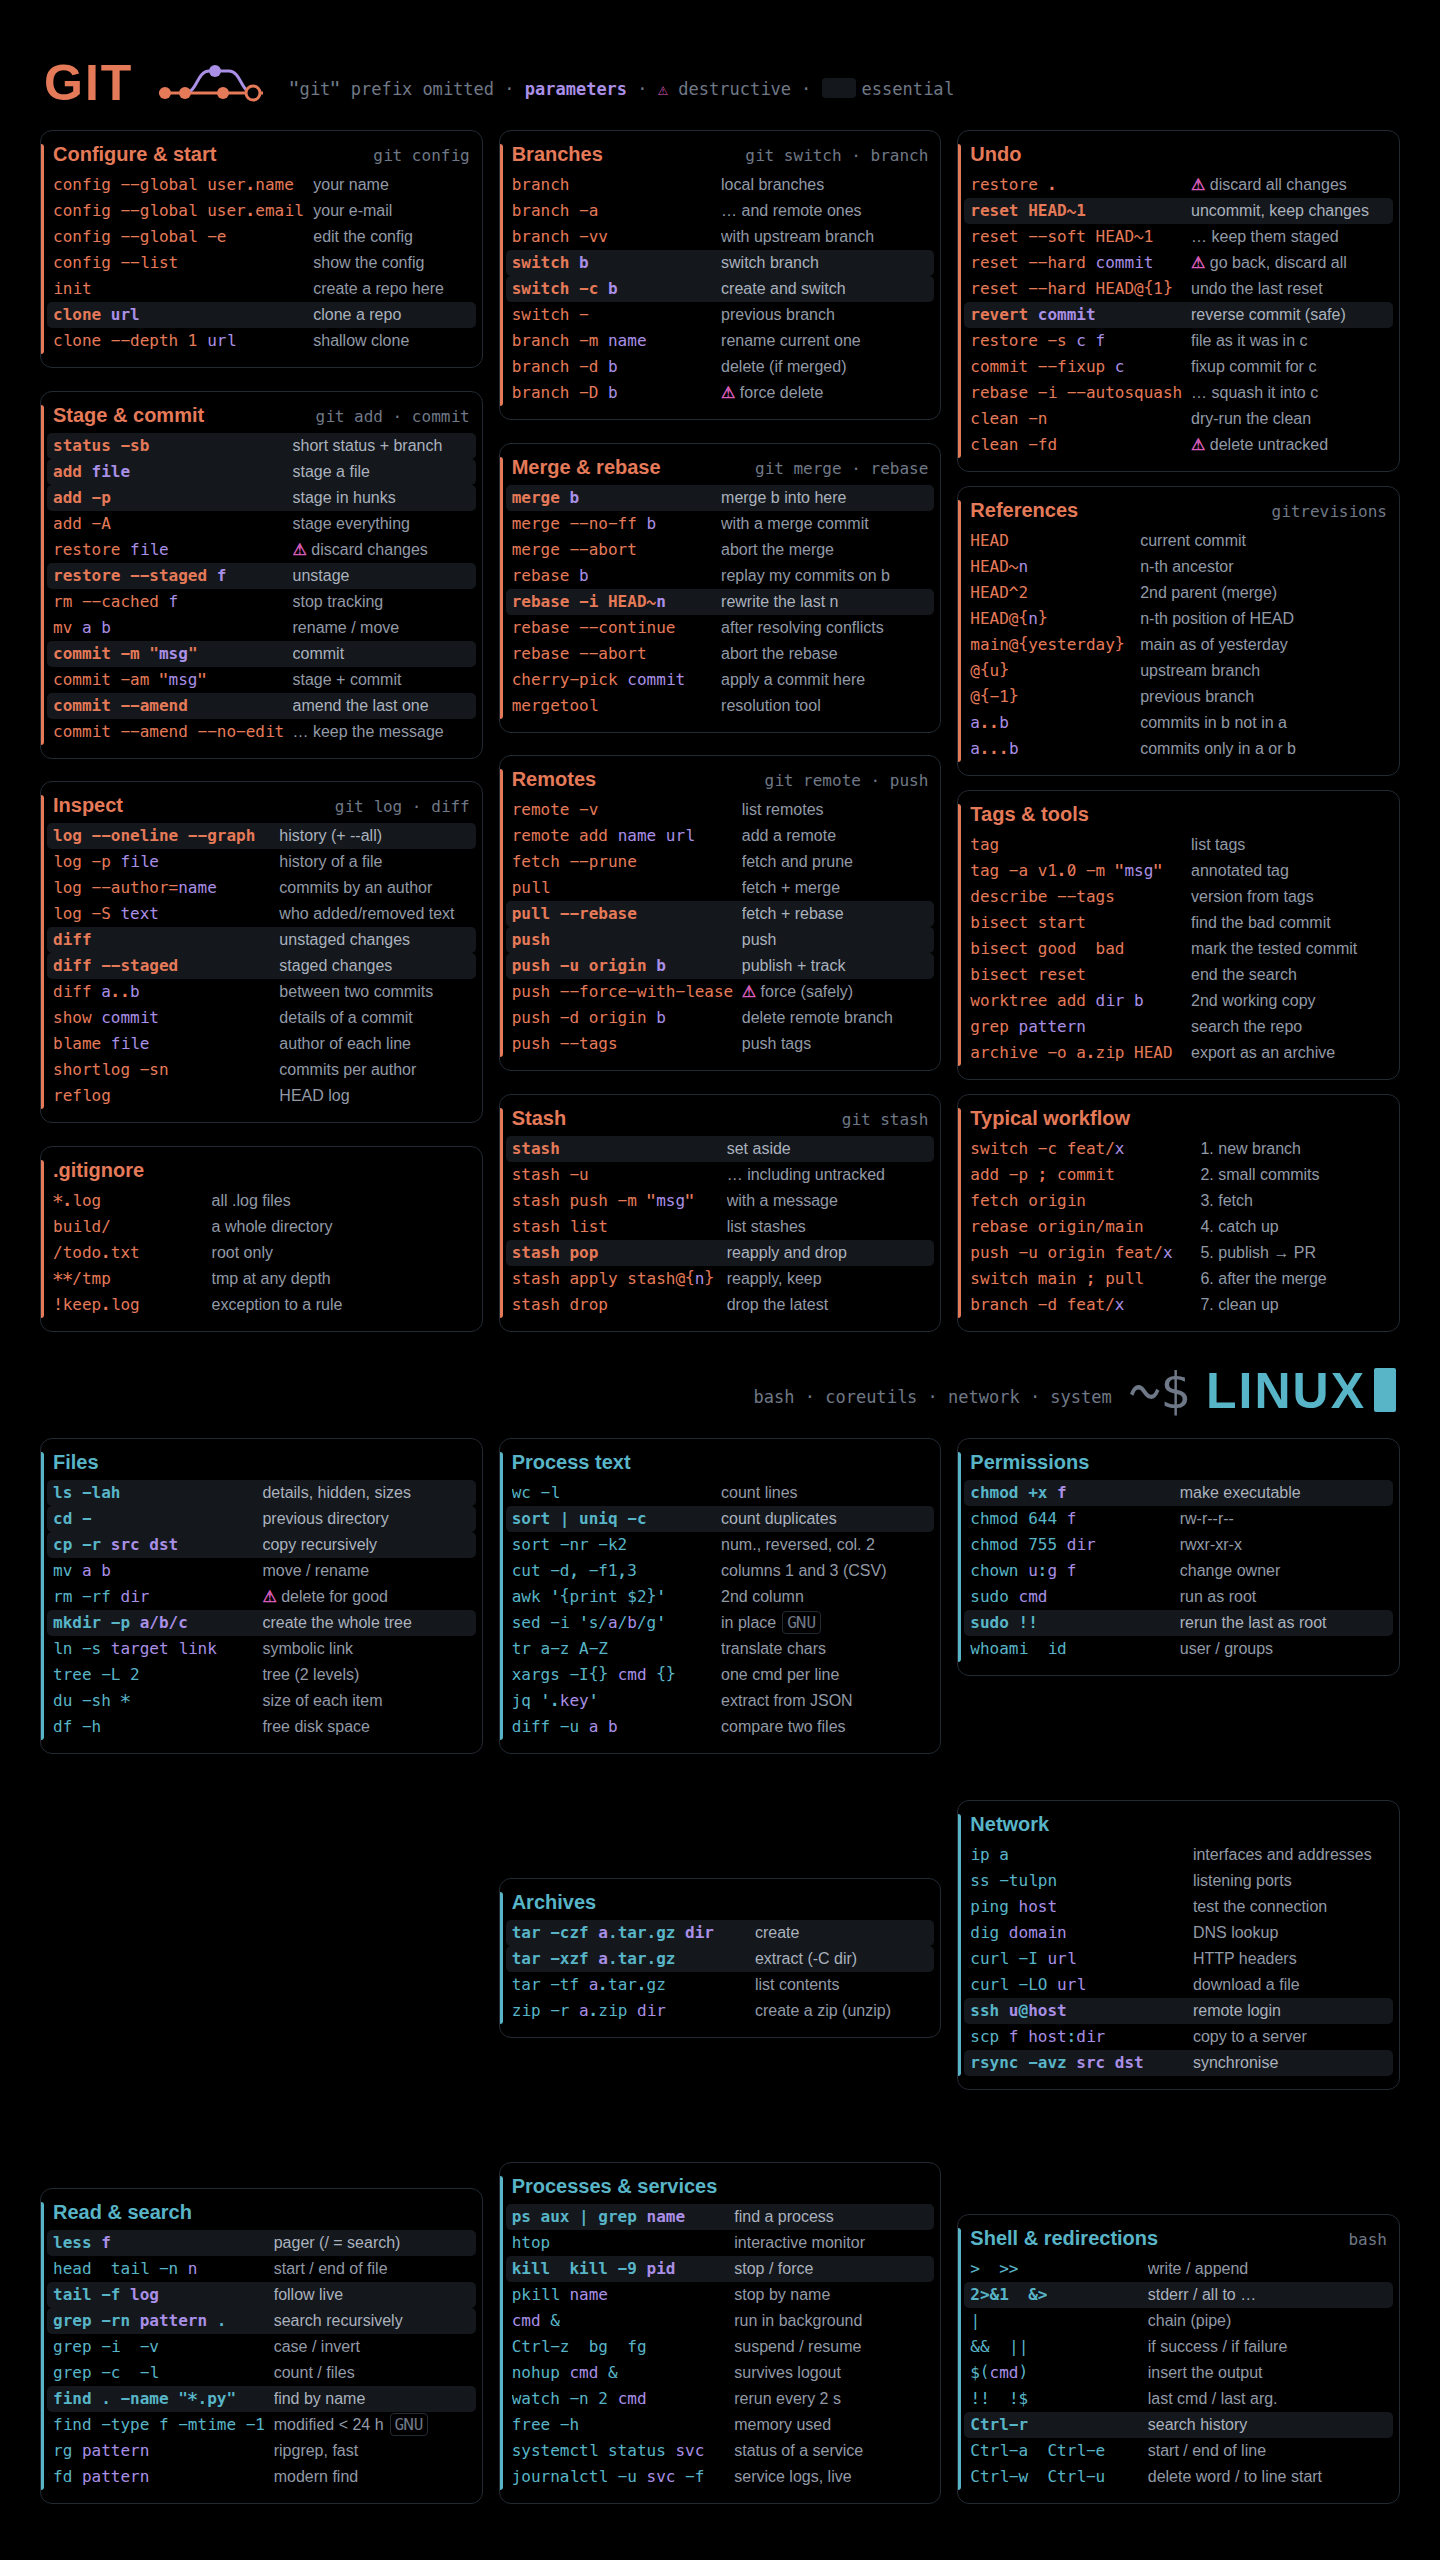 GIT
"git" prefix omitted · parameters · ⚠ destructive · essential
Configure & start git config
config --global user.name your name
config --global user.email your e-mail
config --global -e edit the config
config --list show the config
init create a repo here
clone url clone a repo
clone --depth 1 url shallow clone
Stage & commit git add · commit
status -sb short status + branch
add file stage a file
add -p stage in hunks
add -A stage everything
restore file ⚠ discard changes
restore --staged f unstage
rm --cached f stop tracking
mv a b rename / move
commit -m "msg" commit
commit -am "msg" stage + commit
commit --amend amend the last one
commit --amend --no-edit … keep the message
Inspect git log · diff
log --oneline --graph history (+ --all)
log -p file history of a file
log --author=name commits by an author
log -S text who added/removed text
diff unstaged changes
diff --staged staged changes
diff a..b between two commits
show commit details of a commit
blame file author of each line
shortlog -sn commits per author
reflog HEAD log
.gitignore
*.log all .log files
build/ a whole directory
/todo.txt root only
**/tmp tmp at any depth
!keep.log exception to a rule
Branches git switch · branch
branch local branches
branch -a … and remote ones
branch -vv with upstream branch
switch b switch branch
switch -c b create and switch
switch - previous branch
branch -m name rename current one
branch -d b delete (if merged)
branch -D b ⚠ force delete
Merge & rebase git merge · rebase
merge b merge b into here
merge --no-ff b with a merge commit
merge --abort abort the merge
rebase b replay my commits on b
rebase -i HEAD~n rewrite the last n
rebase --continue after resolving conflicts
rebase --abort abort the rebase
cherry-pick commit apply a commit here
mergetool resolution tool
Remotes git remote · push
remote -v list remotes
remote add name url add a remote
fetch --prune fetch and prune
pull fetch + merge
pull --rebase fetch + rebase
push push
push -u origin b publish + track
push --force-with-lease ⚠ force (safely)
push -d origin b delete remote branch
push --tags push tags
Stash git stash
stash set aside
stash -u … including untracked
stash push -m "msg" with a message
stash list list stashes
stash pop reapply and drop
stash apply stash@{n} reapply, keep
stash drop drop the latest
Undo
restore . ⚠ discard all changes
reset HEAD~1 uncommit, keep changes
reset --soft HEAD~1 … keep them staged
reset --hard commit ⚠ go back, discard all
reset --hard HEAD@{1} undo the last reset
revert commit reverse commit (safe)
restore -s c f file as it was in c
commit --fixup c fixup commit for c
rebase -i --autosquash … squash it into c
clean -n dry-run the clean
clean -fd ⚠ delete untracked
References gitrevisions
HEAD current commit
HEAD~n n-th ancestor
HEAD^2 2nd parent (merge)
HEAD@{n} n-th position of HEAD
main@{yesterday} main as of yesterday
@{u} upstream branch
@{-1} previous branch
a..b commits in b not in a
a...b commits only in a or b
Tags & tools
tag list tags
tag -a v1.0 -m "msg" annotated tag
describe --tags version from tags
bisect start find the bad commit
bisect good bad mark the tested commit
bisect reset end the search
worktree add dir b 2nd working copy
grep pattern search the repo
archive -o a.zip HEAD export as an archive
Typical workflow
switch -c feat/x 1. new branch
add -p ; commit 2. small commits
fetch origin 3. fetch
rebase origin/main 4. catch up
push -u origin feat/x 5. publish → PR
switch main ; pull 6. after the merge
branch -d feat/x 7. clean up
bash · coreutils · network · system ~$ LINUX
Files
ls -lah details, hidden, sizes
cd - previous directory
cp -r src dst copy recursively
mv a b move / rename
rm -rf dir ⚠ delete for good
mkdir -p a/b/c create the whole tree
ln -s target link symbolic link
tree -L 2 tree (2 levels)
du -sh * size of each item
df -h free disk space
Read & search
less f pager (/ = search)
head tail -n n start / end of file
tail -f log follow live
grep -rn pattern . search recursively
grep -i -v case / invert
grep -c -l count / files
find . -name "*.py" find by name
find -type f -mtime -1 modified < 24 h GNU
rg pattern ripgrep, fast
fd pattern modern find
Process text
wc -l count lines
sort | uniq -c count duplicates
sort -nr -k2 num., reversed, col. 2
cut -d, -f1,3 columns 1 and 3 (CSV)
awk '{print $2}' 2nd column
sed -i 's/a/b/g' in place GNU
tr a-z A-Z translate chars
xargs -I{} cmd {} one cmd per line
jq '.key' extract from JSON
diff -u a b compare two files
Archives
tar -czf a.tar.gz dir create
tar -xzf a.tar.gz extract (-C dir)
tar -tf a.tar.gz list contents
zip -r a.zip dir create a zip (unzip)
Processes & services
ps aux | grep name find a process
htop interactive monitor
kill kill -9 pid stop / force
pkill name stop by name
cmd & run in background
Ctrl-z bg fg suspend / resume
nohup cmd & survives logout
watch -n 2 cmd rerun every 2 s
free -h memory used
systemctl status svc status of a service
journalctl -u svc -f service logs, live
Permissions
chmod +x f make executable
chmod 644 f rw-r--r--
chmod 755 dir rwxr-xr-x
chown u:g f change owner
sudo cmd run as root
sudo !! rerun the last as root
whoami id user / groups
Network
ip a interfaces and addresses
ss -tulpn listening ports
ping host test the connection
dig domain DNS lookup
curl -I url HTTP headers
curl -LO url download a file
ssh u@host remote login
scp f host:dir copy to a server
rsync -avz src dst synchronise
Shell & redirections bash
> >> write / append
2>&1 &> stderr / all to …
| chain (pipe)
&& || if success / if failure
$(cmd) insert the output
!! !$ last cmd / last arg.
Ctrl-r search history
Ctrl-a Ctrl-e start / end of line
Ctrl-w Ctrl-u delete word / to line start